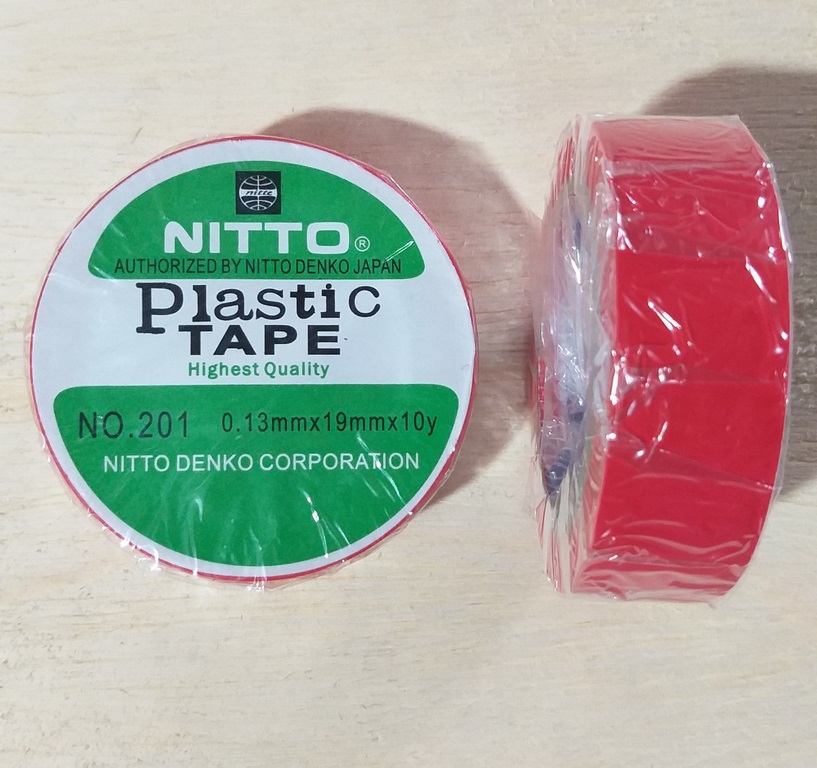 nitto
NITTO®
AUTHORIZED BY NITTO DENKO JAPAN
Plastic
TAPE
Highest Quality
NO.201 0.13mmx19mmx10y
NITTO DENKO CORPORATION